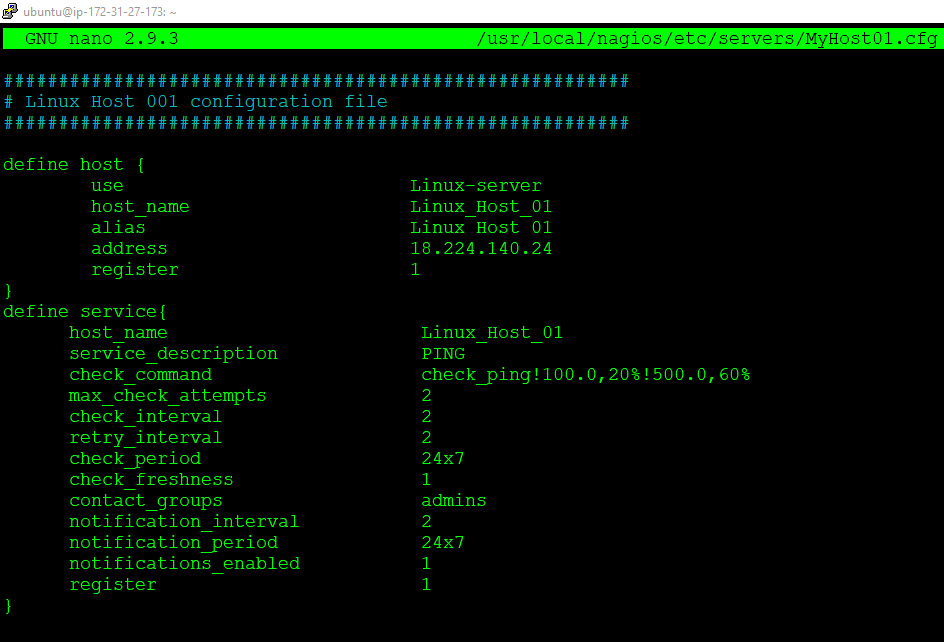 ubuntu@ip-172-31-27-173: ~
GNU nano 2.9.3 /usr/local/nagios/etc/servers/MyHost01.cfg
#########################################################
# Linux Host 001 configuration file
#########################################################
define host {
use Linux-server
host_name Linux_Host_01
alias Linux Host 01
address 18.224.140.24
register 1
}
define service{
host_name Linux_Host_01
service_description PING
check_command check_ping!100.0,20%!500.0,60%
max_check_attempts 2
check_interval 2
retry_interval 2
check_period 24x7
check_freshness 1
contact_groups admins
notification_interval 2
notification_period 24x7
notifications_enabled 1
register 1
}